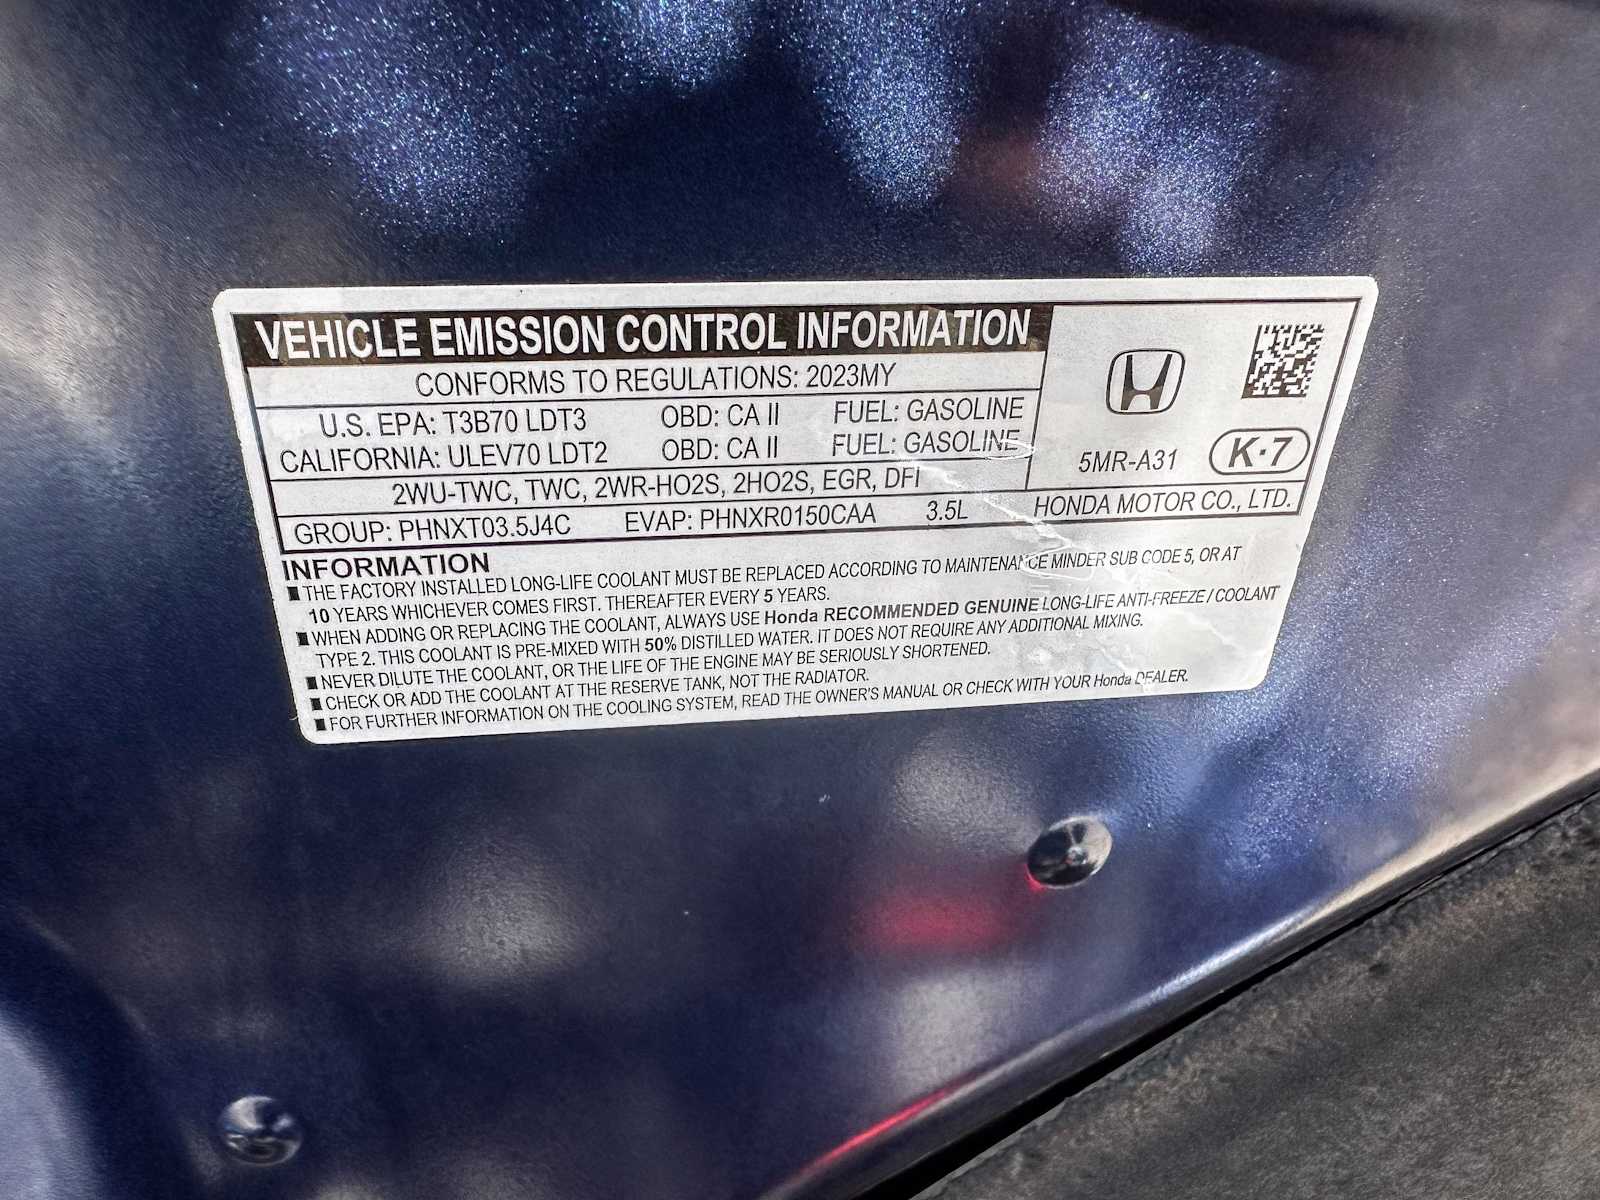 VEHICLE EMISSION CONTROL INFORMATION
CONFORMS TO REGULATIONS: 2023MY
U.S. EPA: T3B70 LDT3 OBD: CA II FUEL: GASOLINE
CALIFORNIA: ULEV70 LDT2 OBD: CA II FUEL: GASOLINE
5MR-A31 K·7
2WU-TWC, TWC, 2WR-HO2S, 2HO2S, EGR, DFI
GROUP: PHNXT03.5J4C EVAP: PHNXR0150CAA 3.5L HONDA MOTOR CO., LTD.
INFORMATION
■ THE FACTORY INSTALLED LONG-LIFE COOLANT MUST BE REPLACED ACCORDING TO MAINTENANCE MINDER SUB CODE 5, OR AT
10 YEARS WHICHEVER COMES FIRST. THEREAFTER EVERY 5 YEARS.
■ WHEN ADDING OR REPLACING THE COOLANT, ALWAYS USE Honda RECOMMENDED GENUINE LONG-LIFE ANTI-FREEZE / COOLANT
TYPE 2. THIS COOLANT IS PRE-MIXED WITH 50% DISTILLED WATER. IT DOES NOT REQUIRE ANY ADDITIONAL MIXING.
■ NEVER DILUTE THE COOLANT, OR THE LIFE OF THE ENGINE MAY BE SERIOUSLY SHORTENED.
■ CHECK OR ADD THE COOLANT AT THE RESERVE TANK, NOT THE RADIATOR.
■ FOR FURTHER INFORMATION ON THE COOLING SYSTEM, READ THE OWNER'S MANUAL OR CHECK WITH YOUR Honda DEALER.